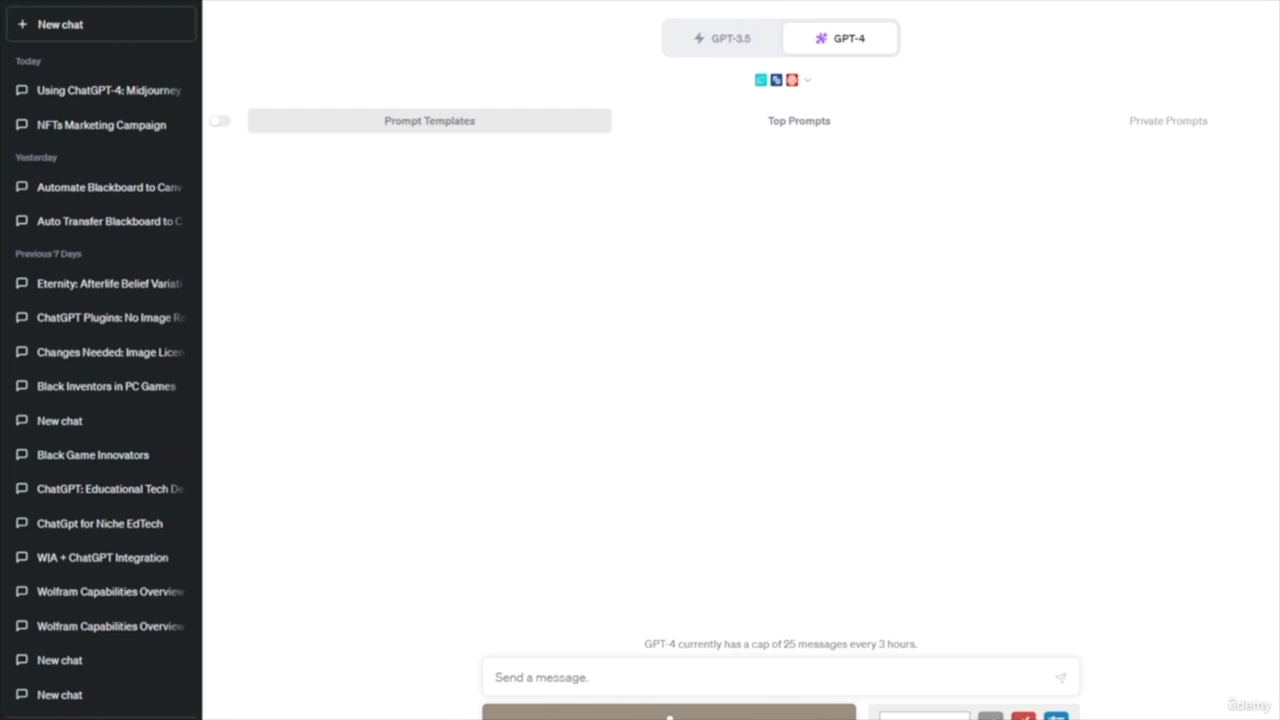 New chat
Today
Using ChatGPT-4: Midjourney
NFTs Marketing Campaign
Yesterday
Automate Blackboard to Canv
Auto Transfer Blackboard to C
Previous 7 Days
Eternity: Afterlife Belief Variati
ChatGPT Plugins: No Image Re
Changes Needed: Image Licen
Black Inventors in PC Games
New chat
Black Game Innovators
ChatGPT: Educational Tech De
ChatGpt for Niche EdTech
WIA + ChatGPT Integration
Wolfram Capabilities Overview
Wolfram Capabilities Overview
New chat
New chat
GPT-3.5
GPT-4
Prompt Templates
Top Prompts
Private Prompts
GPT-4 currently has a cap of 25 messages every 3 hours.
Send a message.
ûdemy